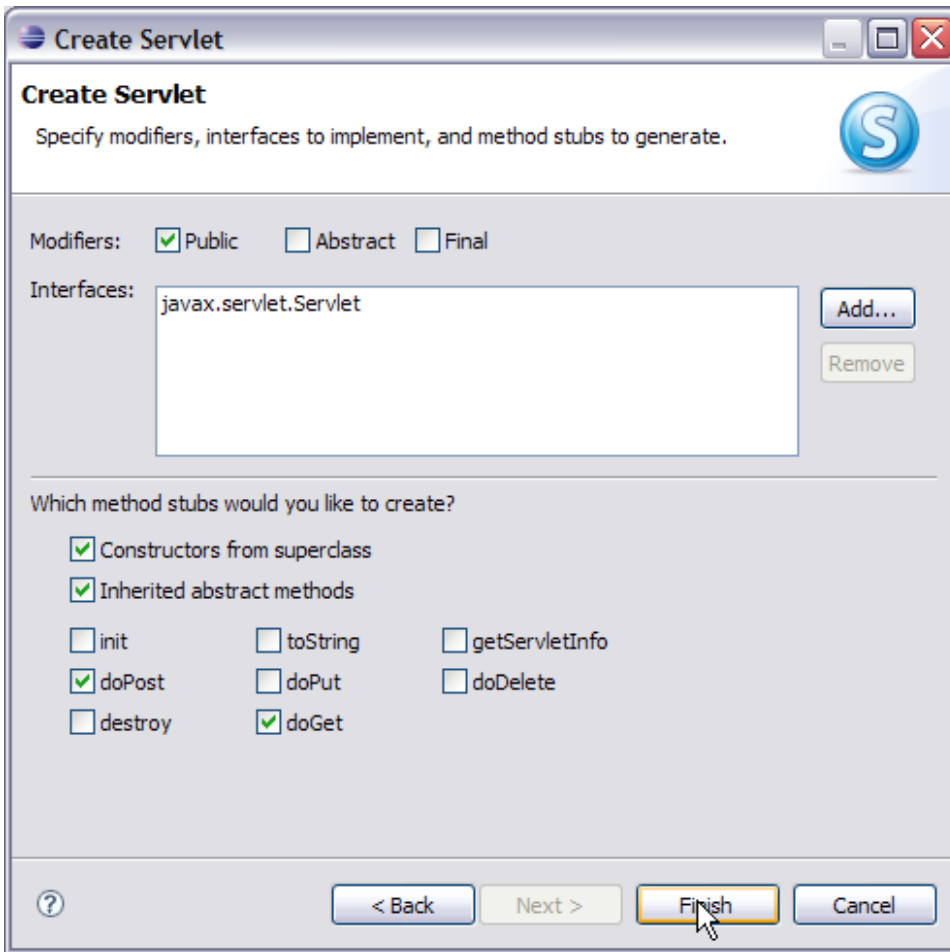 Create Servlet
Create Servlet
Specify modifiers, interfaces to implement, and method stubs to generate.
S
Modifiers: Public Abstract Final
Interfaces: javax.servlet.Servlet
Add...
Remove
Which method stubs would you like to create?
Constructors from superclass
Inherited abstract methods
init toString getServletInfo
doPost doPut doDelete
destroy doGet
? < Back Next > Finish Cancel